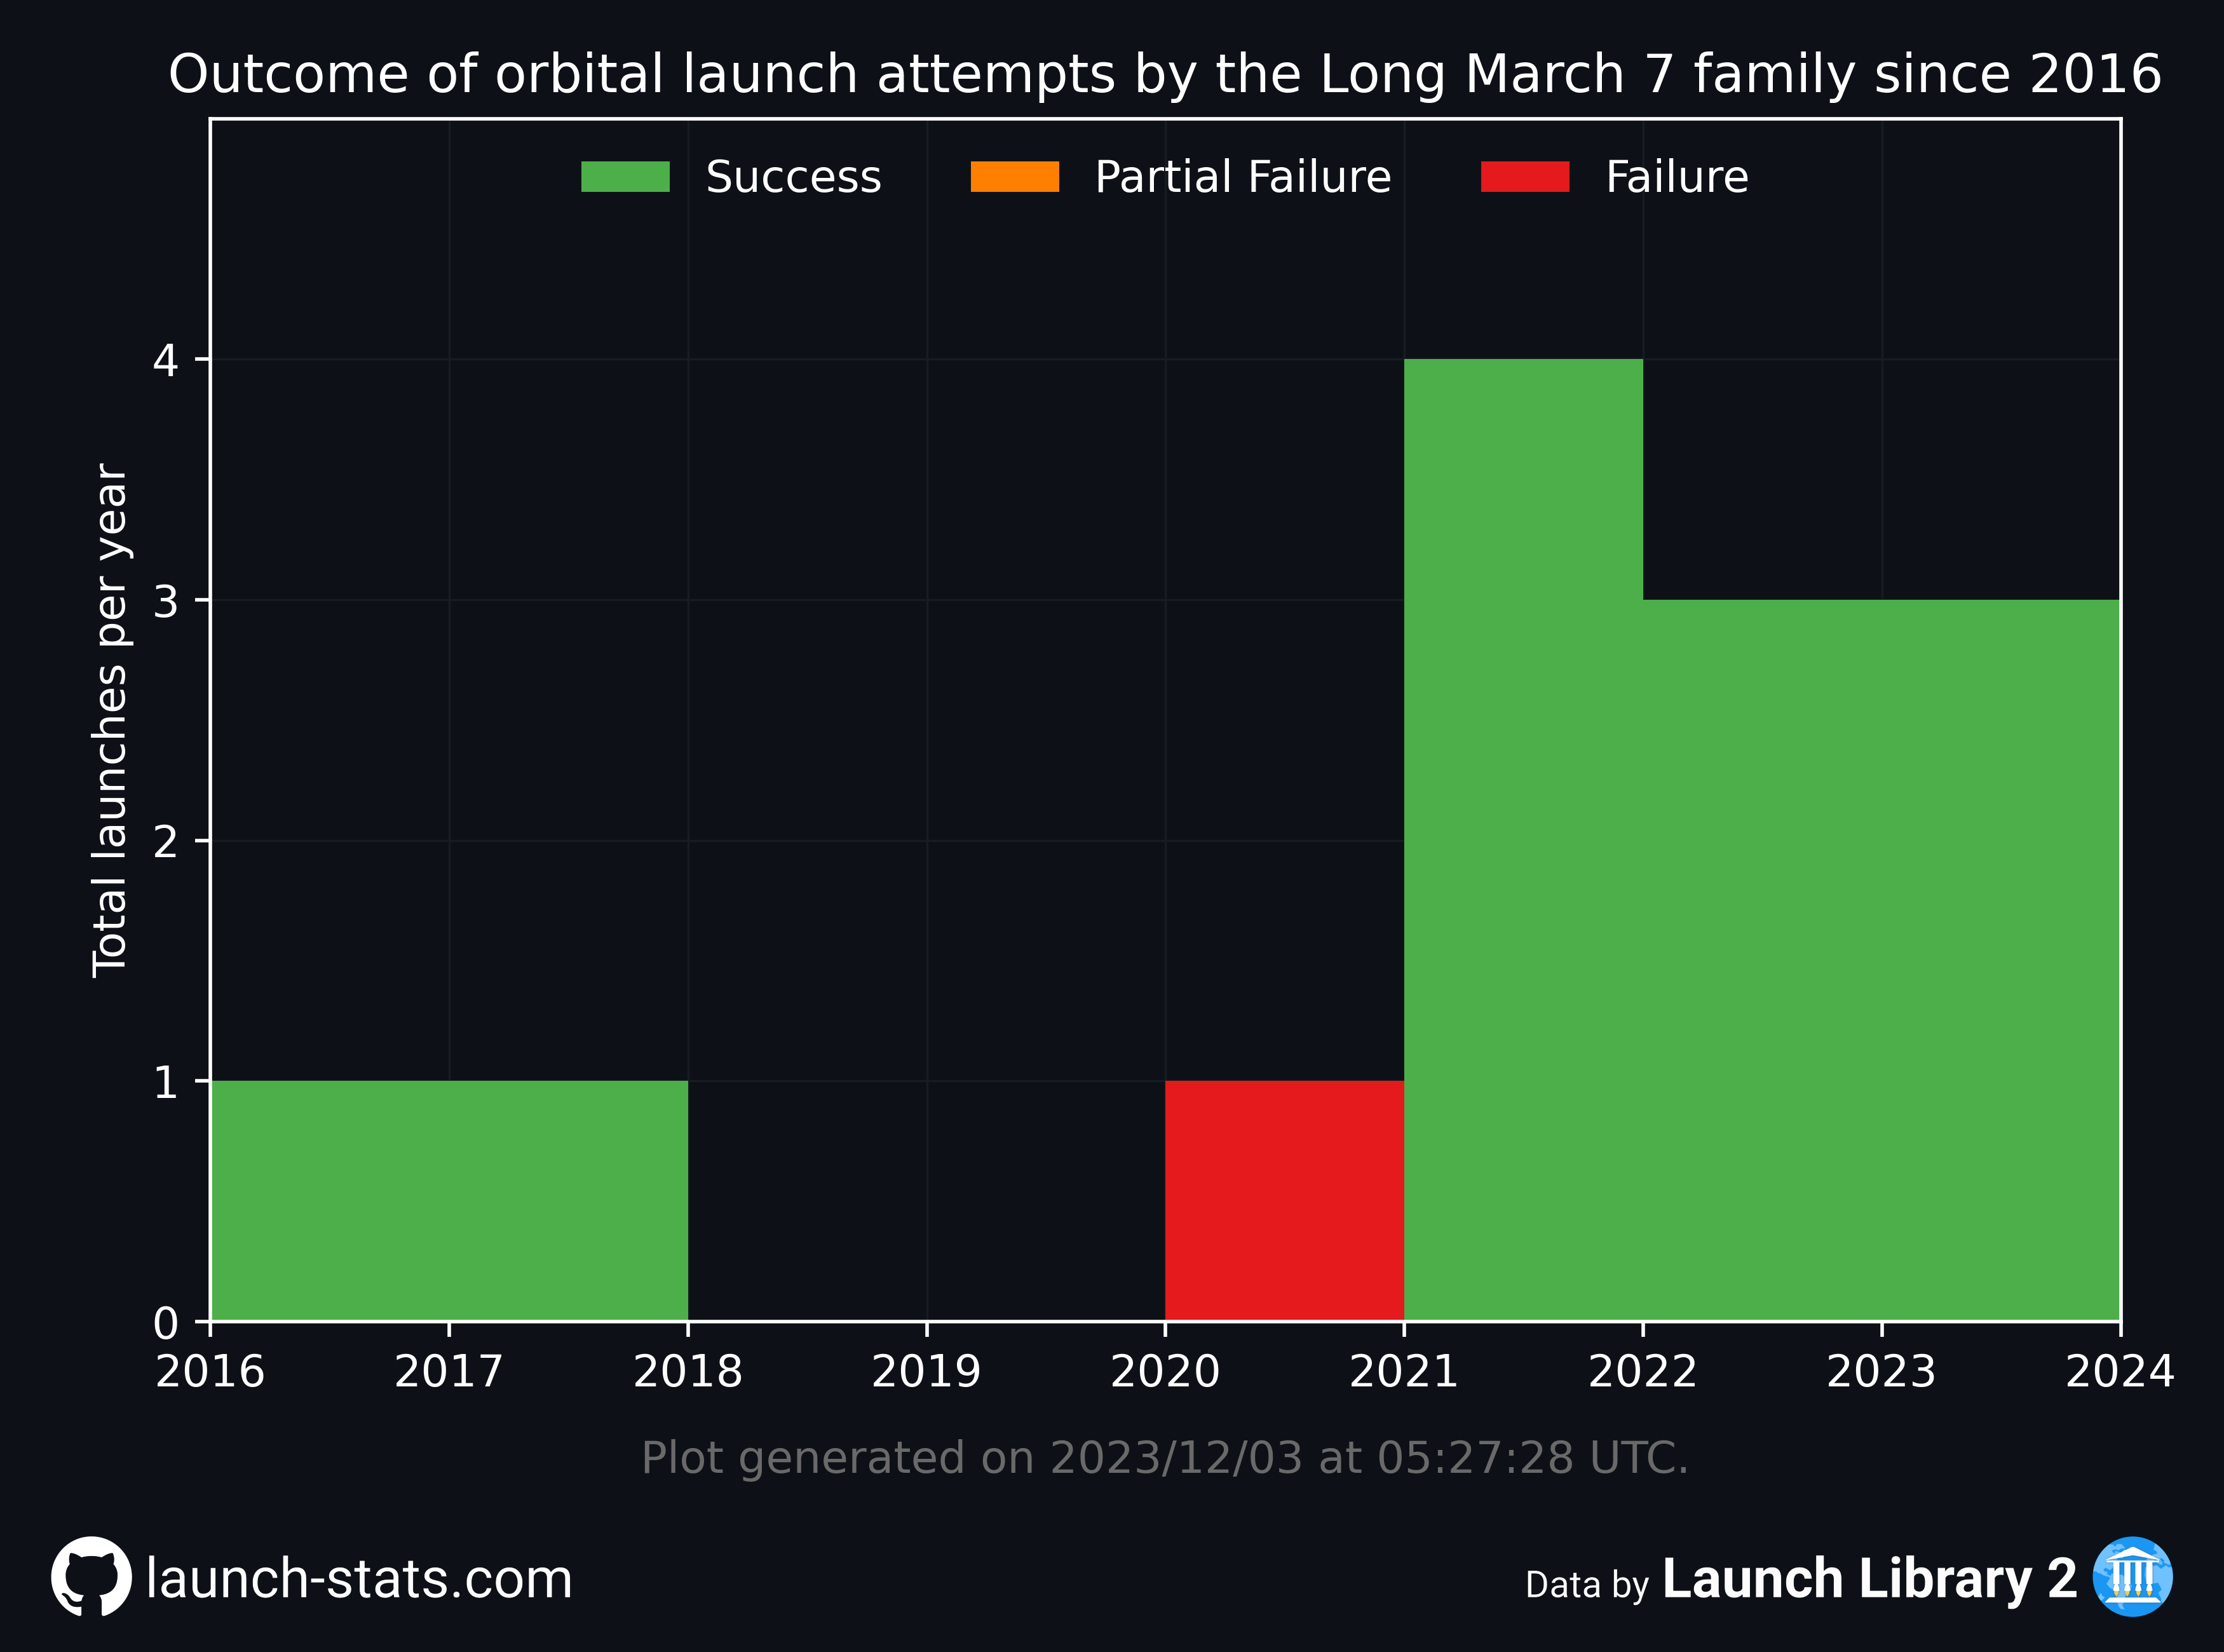 Outcome of orbital launch attempts by the Long March 7 family since 2016
Success Partial Failure Failure
Total launches per year
4
3
2
1
0
2016 2017 2018 2019 2020 2021 2022 2023 2024
Plot generated on 2023/12/03 at 05:27:28 UTC.
launch-stats.com
Data by Launch Library 2